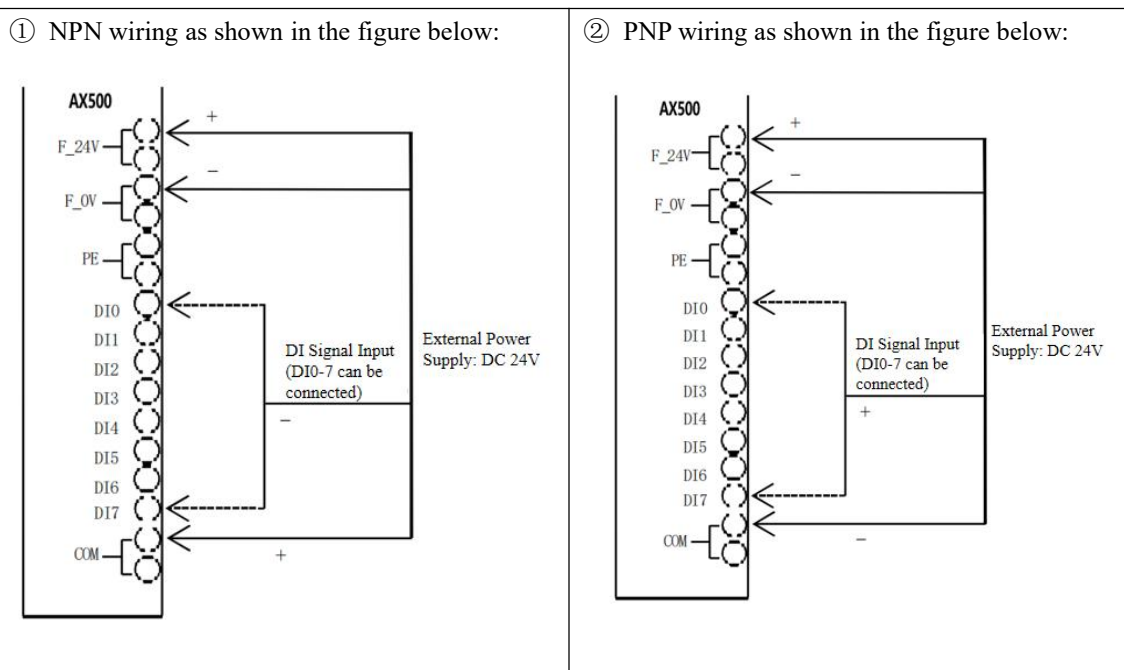 ① NPN wiring as shown in the figure below:
AX500
+
F_24V
−
F_0V
PE
DI0
DI1
DI2
DI3
DI4
DI5
DI6
DI7
COM
DI Signal Input
(DI0-7 can be
connected)
−
+
External Power
Supply: DC 24V
② PNP wiring as shown in the figure below:
AX500
+
F_24V
−
F_0V
PE
DI0
DI1
DI2
DI3
DI4
DI5
DI6
DI7
COM
DI Signal Input
(DI0-7 can be
connected)
+
−
External Power
Supply: DC 24V